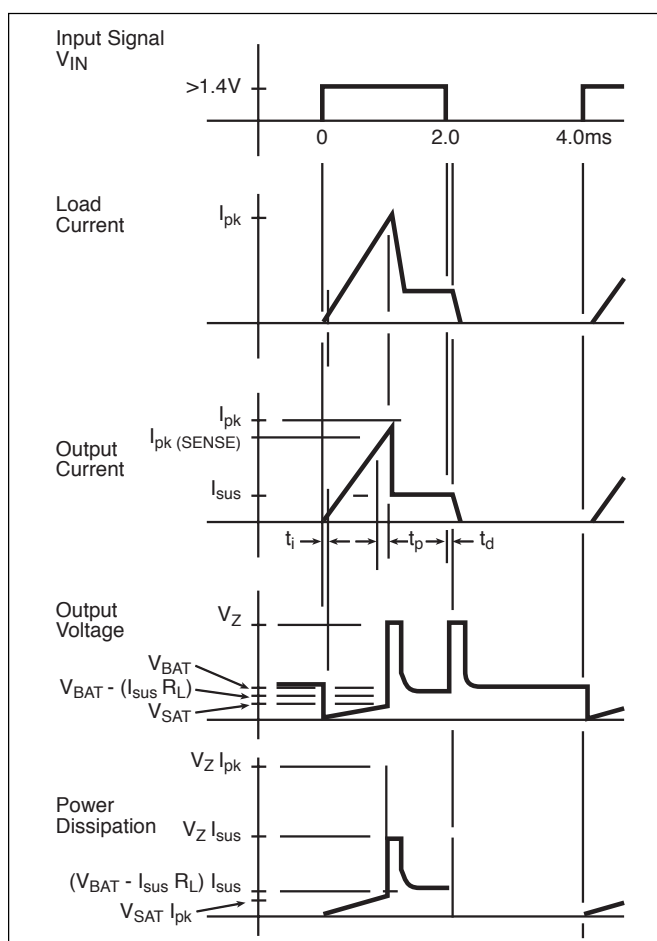 Input Signal
VIN
>1.4V
0 2.0 4.0ms
Load
Current
Ipk
Output
Current
Ipk
Ipk (SENSE)
Isus
ti tp td
Output
Voltage
VZ
VBAT
VBAT - (Isus RL)
VSAT
Power
Dissipation
VZ Ipk
VZ Isus
(VBAT - Isus RL) Isus
VSAT Ipk